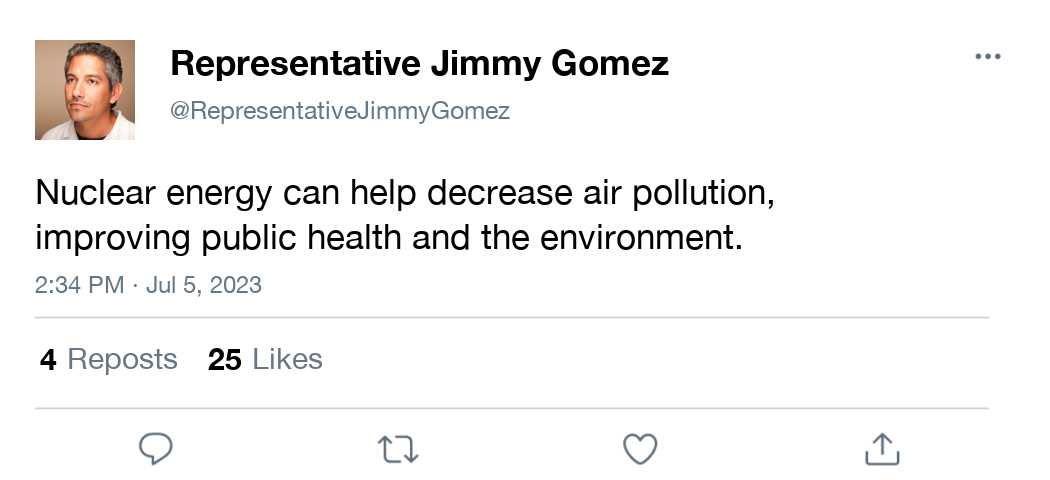 Representative Jimmy Gomez
@RepresentativeJimmyGomez
Nuclear energy can help decrease air pollution,
improving public health and the environment.
2:34 PM · Jul 5, 2023
4 Reposts 25 Likes